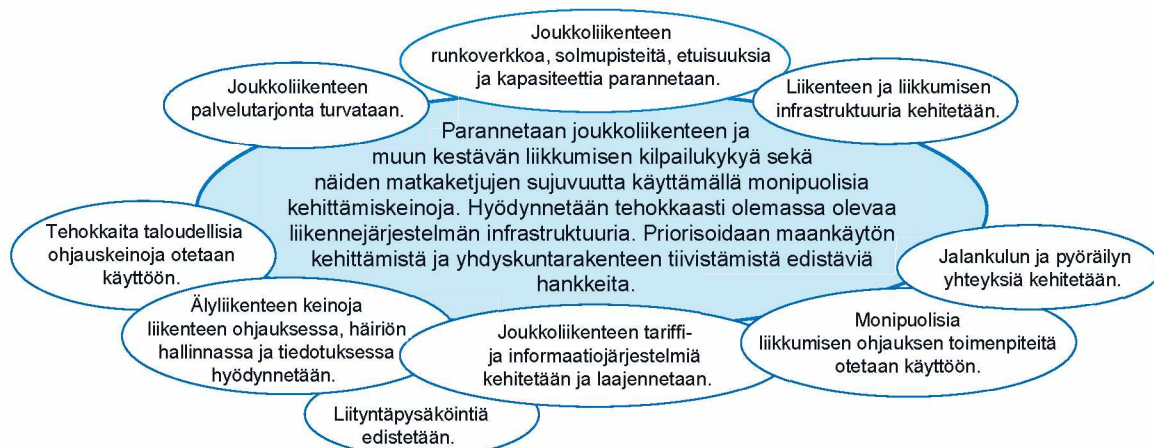 Joukkoliikenteen
runkoverkkoa, solmupisteitä, etuisuuksia
ja kapasiteettia parannetaan.
Joukkoliikenteen
palvelutarjonta turvataan.
Liikenteen ja liikkumisen
infrastruktuuria kehitetään.
Parannetaan joukkoliikenteen ja
muun kestävän liikkumisen kilpailukykyä sekä
näiden matkaketjujen sujuvuutta käyttämällä monipuolisia
kehittämiskeinoja. Hyödynnetään tehokkaasti olemassa olevaa
liikennejärjestelmän infrastruktuuria. Priorisoidaan maankäytön
kehittämistä ja yhdyskuntarakenteen tiivistämistä edistäviä
hankkeita.
Tehokkaita taloudellisia
ohjauskeinoja otetaan
käyttöön.
Jalankulun ja pyöräilyn
yhteyksiä kehitetään.
Älyliikenteen keinoja
liikenteen ohjauksessa, häiriön
hallinnassa ja tiedotuksessa
hyödynnetään.
Joukkoliikenteen tariffi-
ja informaatiojärjestelmiä
kehitetään ja laajennetaan.
Monipuolisia
liikkumisen ohjauksen toimenpiteitä
otetaan käyttöön.
Liityntäpysäköintiä
edistetään.